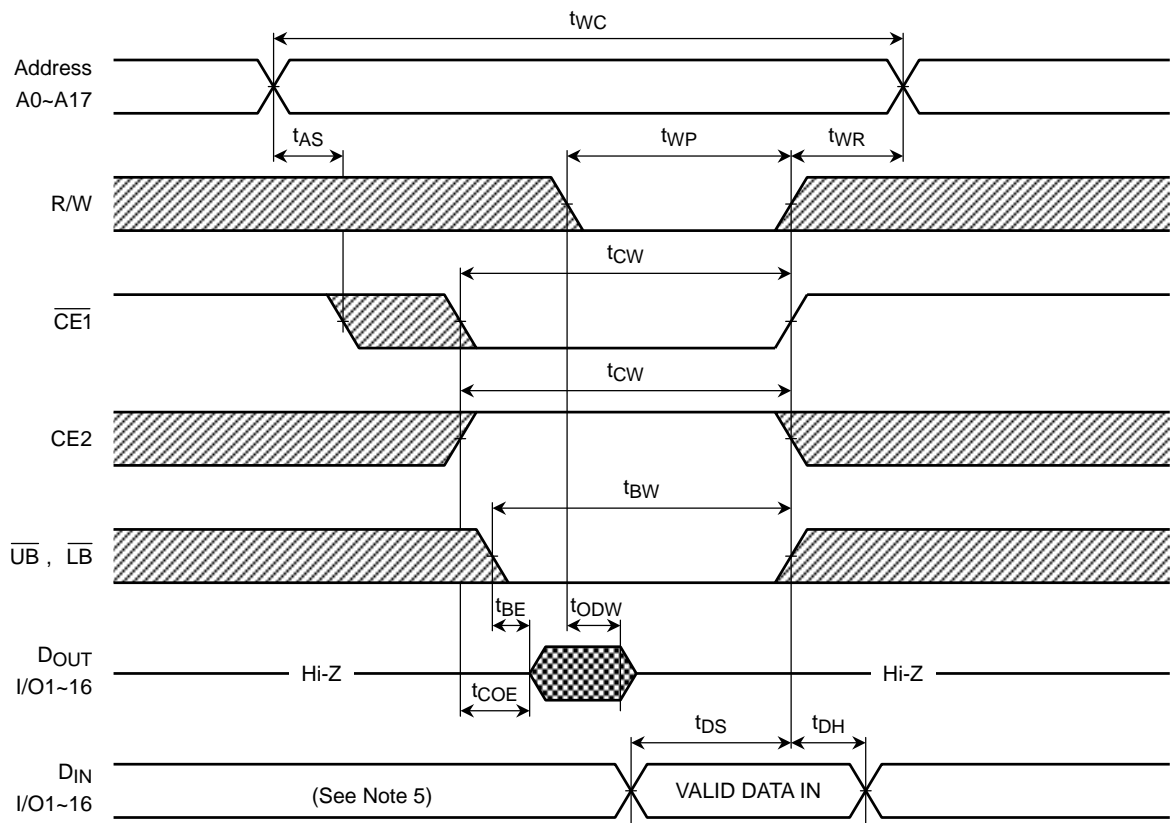 tWC
Address
A0~A17
tAS
tWP
tWR
R/W
tCW
CE1
tCW
CE2
tBW
UB , LB
tBE
tODW
DOUT
I/O1~16
Hi-Z
Hi-Z
tCOE
tDS
tDH
DIN
I/O1~16
(See Note 5)
VALID DATA IN